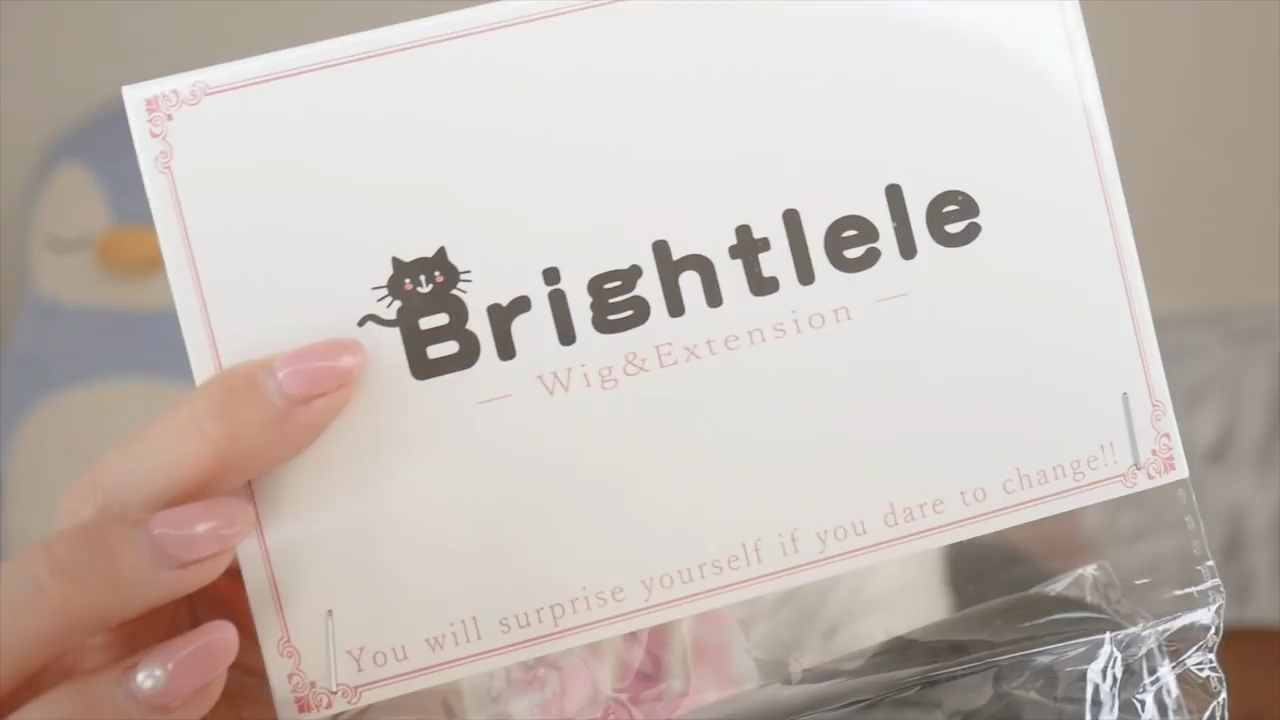 Brightlele
— Wig&Extension —
You will surprise yourself if you dare to change!!